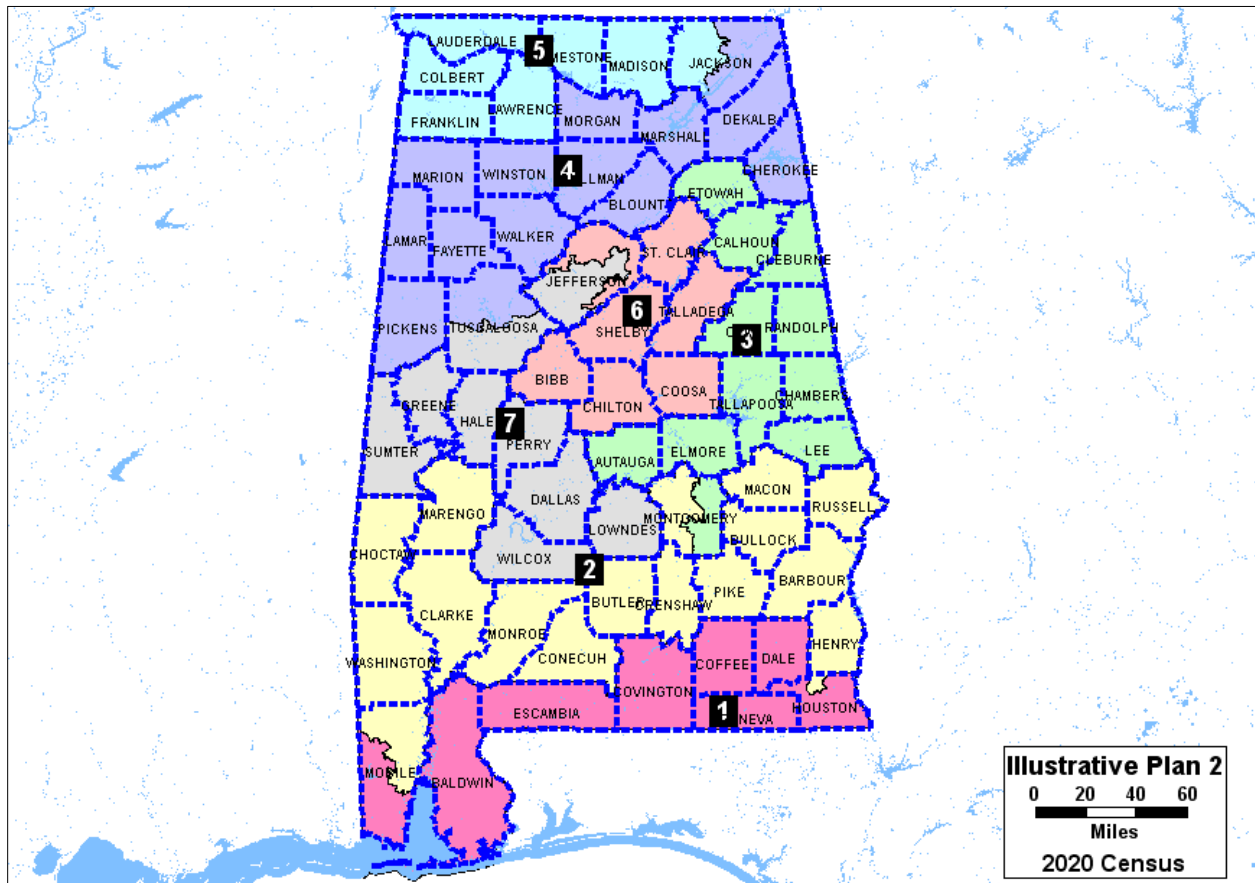 LAUDERDALE
5
MESTONE
MADISON
JACKSON
COLBERT
AWRENCE
FRANKLIN
MORGAN
MARSHALL
DEKALB
MARION
WINSTON
4
LLMAN
CHEROKEE
BLOUNT
ETOWAH
LAMAR
FAYETTE
WALKER
ST. CLAIR
CALHOUN
CLEBURNE
JEFFERSON
PICKENS
TUSCALOOSA
6
SHELBY
TALLADEGA
C
3
RANDOLPH
BIBB
CHILTON
COOSA
TALLAPOOSA
CHAMBERS
GREENE
HALE
7
PERRY
SUMTER
AUTAUGA
ELMORE
LEE
DALLAS
MACON
MARENGO
LOWNDES
MONTGOMERY
RUSSELL
BULLOCK
CHOCTAW
WILCOX
2
BARBOUR
CLARKE
BUTLER
CRENSHAW
PIKE
MONROE
HENRY
WASHINGTON
CONECUH
COFFEE
DALE
COVINGTON
ESCAMBIA
1
NEVA
HOUSTON
MOBILE
BALDWIN
Illustrative Plan 2
0 20 40 60
Miles
2020 Census